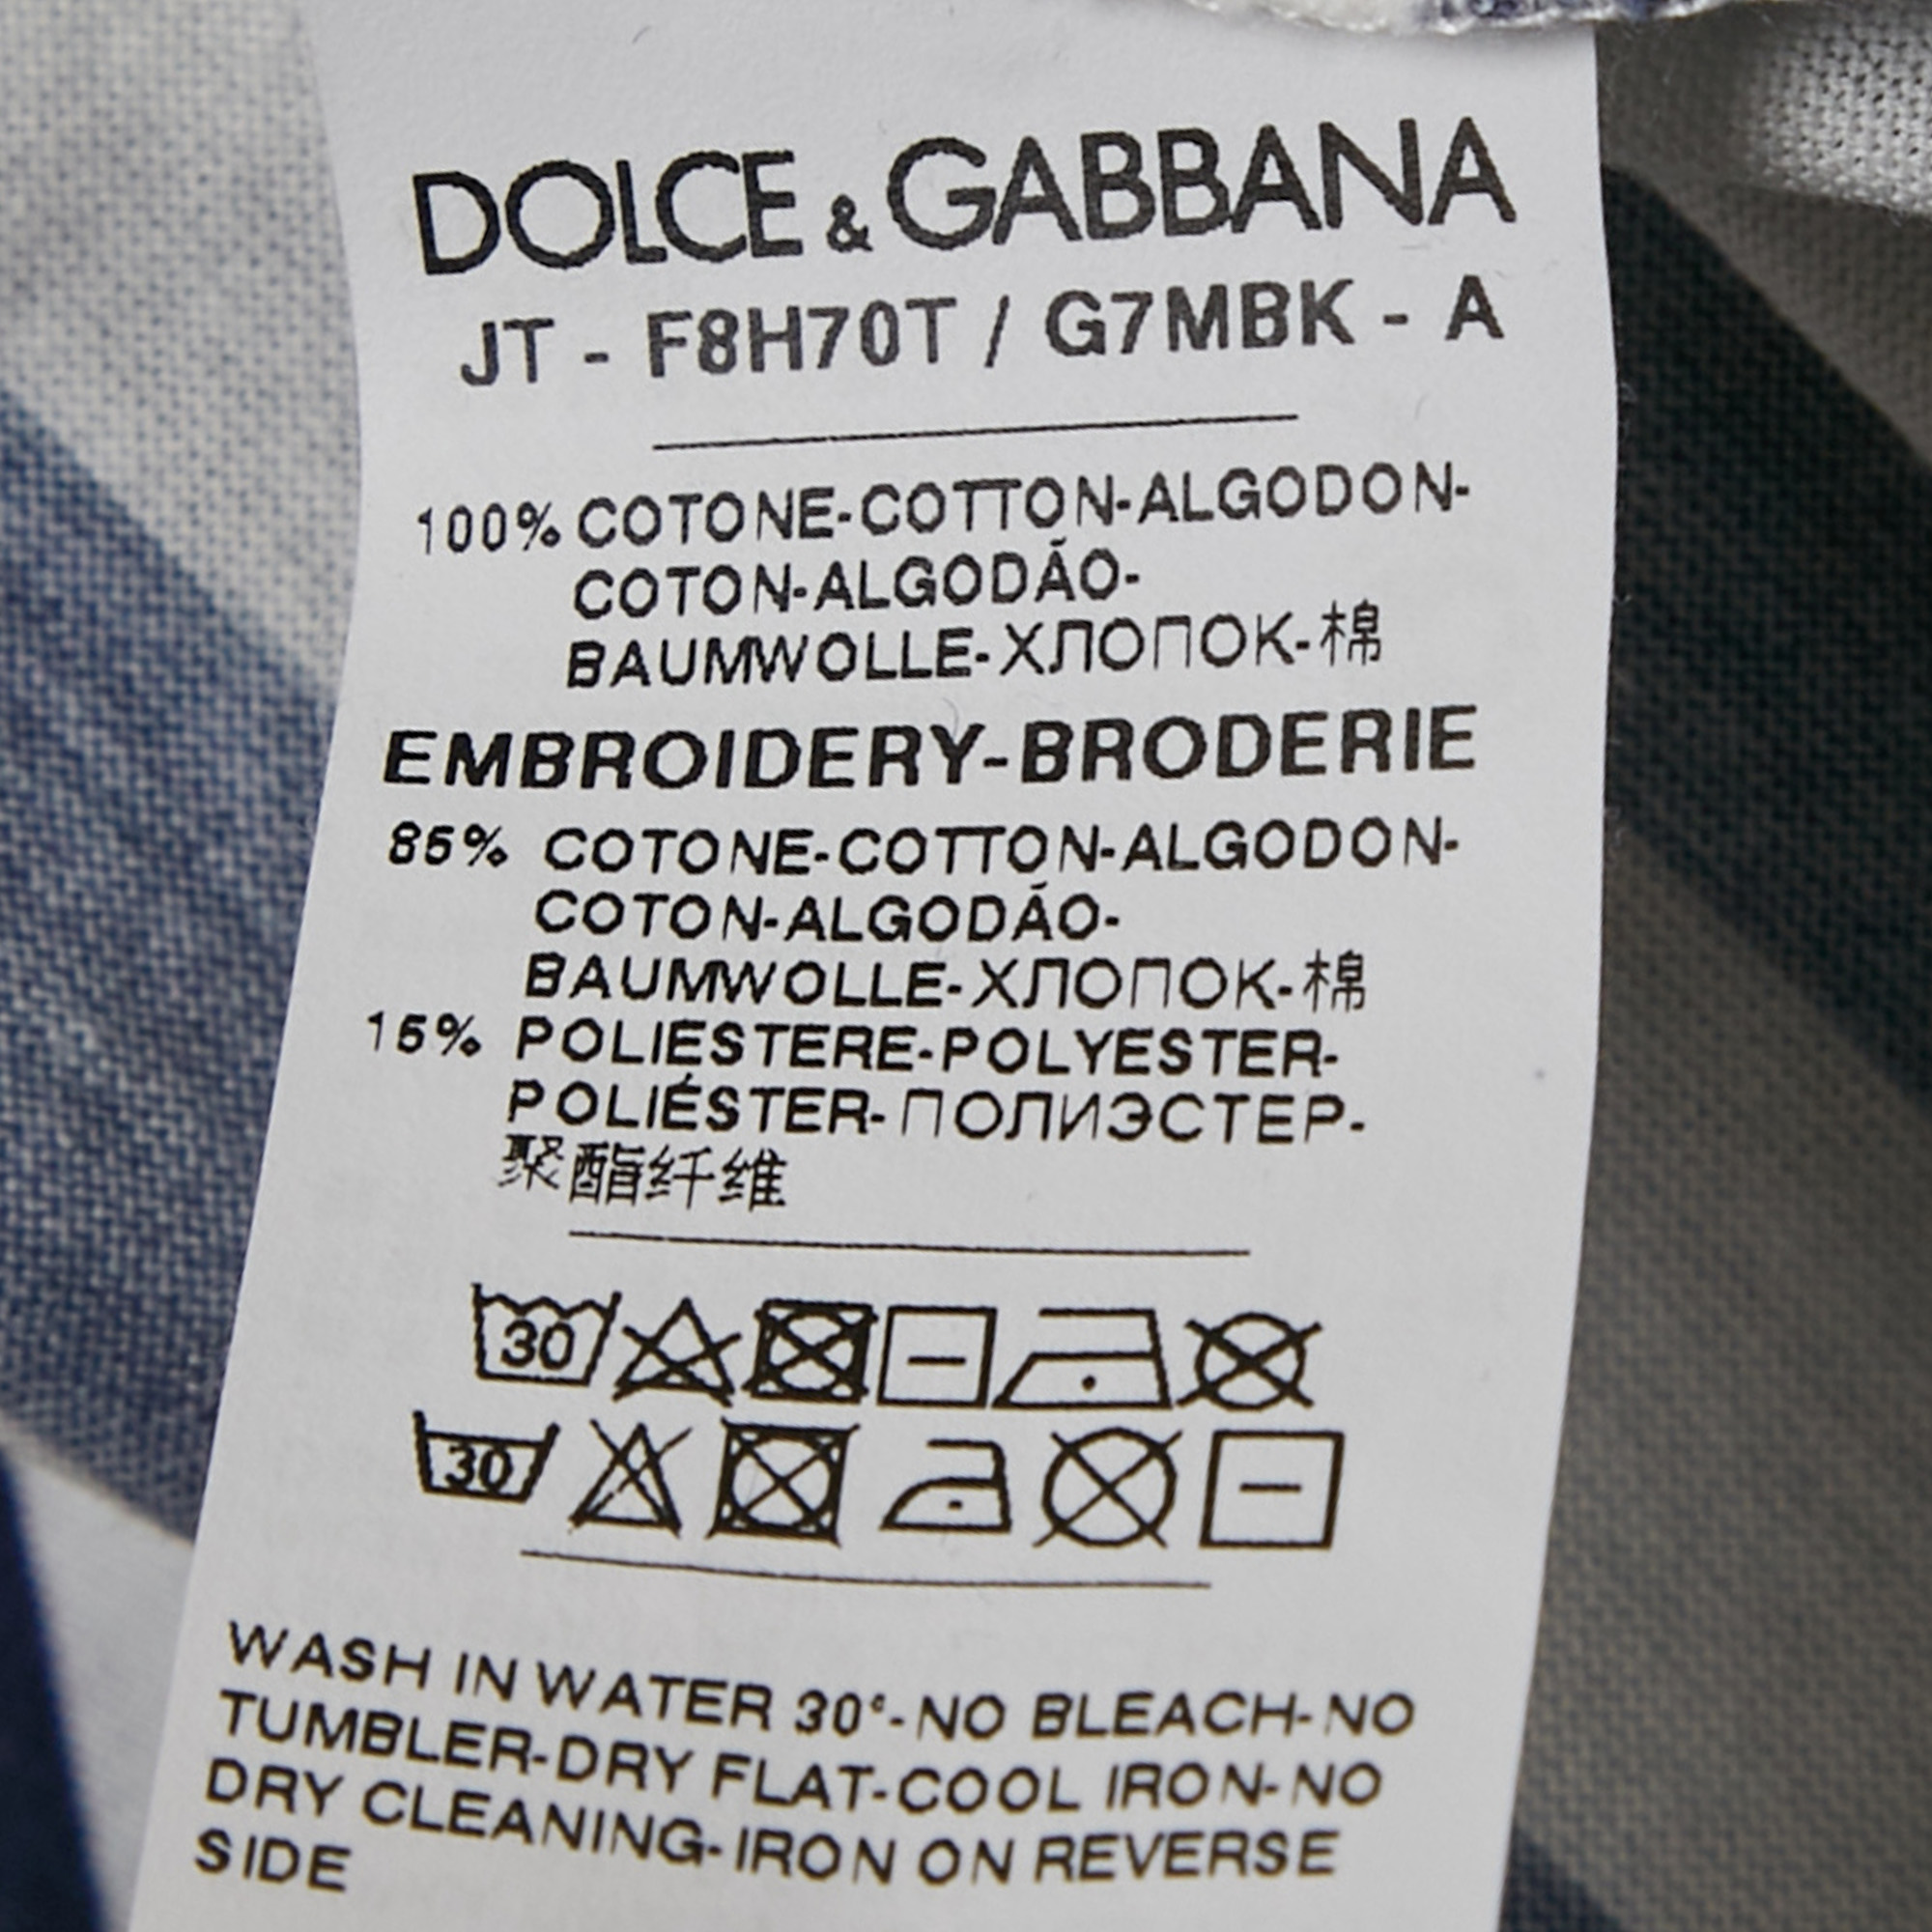 DOLCE & GABBANA
JT - F8H70T / G7MBK - A
100% COTONE-COTTON-ALGODON-
COTON-ALGODÃO-
BAUMWOLLE-ХЛОПОК-棉
EMBROIDERY-BRODERIE
85% COTONE-COTTON-ALGODON-
COTON-ALGODÃO-
BAUMWOLLE-ХЛОПОК-棉
15% POLIESTERE-POLYESTER-
POLIÉSTER-ПОЛИЭСТЕР-
聚酯纤维
30
30
WASH IN WATER 30°-NO BLEACH-NO
TUMBLER-DRY FLAT-COOL IRON-NO
DRY CLEANING-IRON ON REVERSE
SIDE